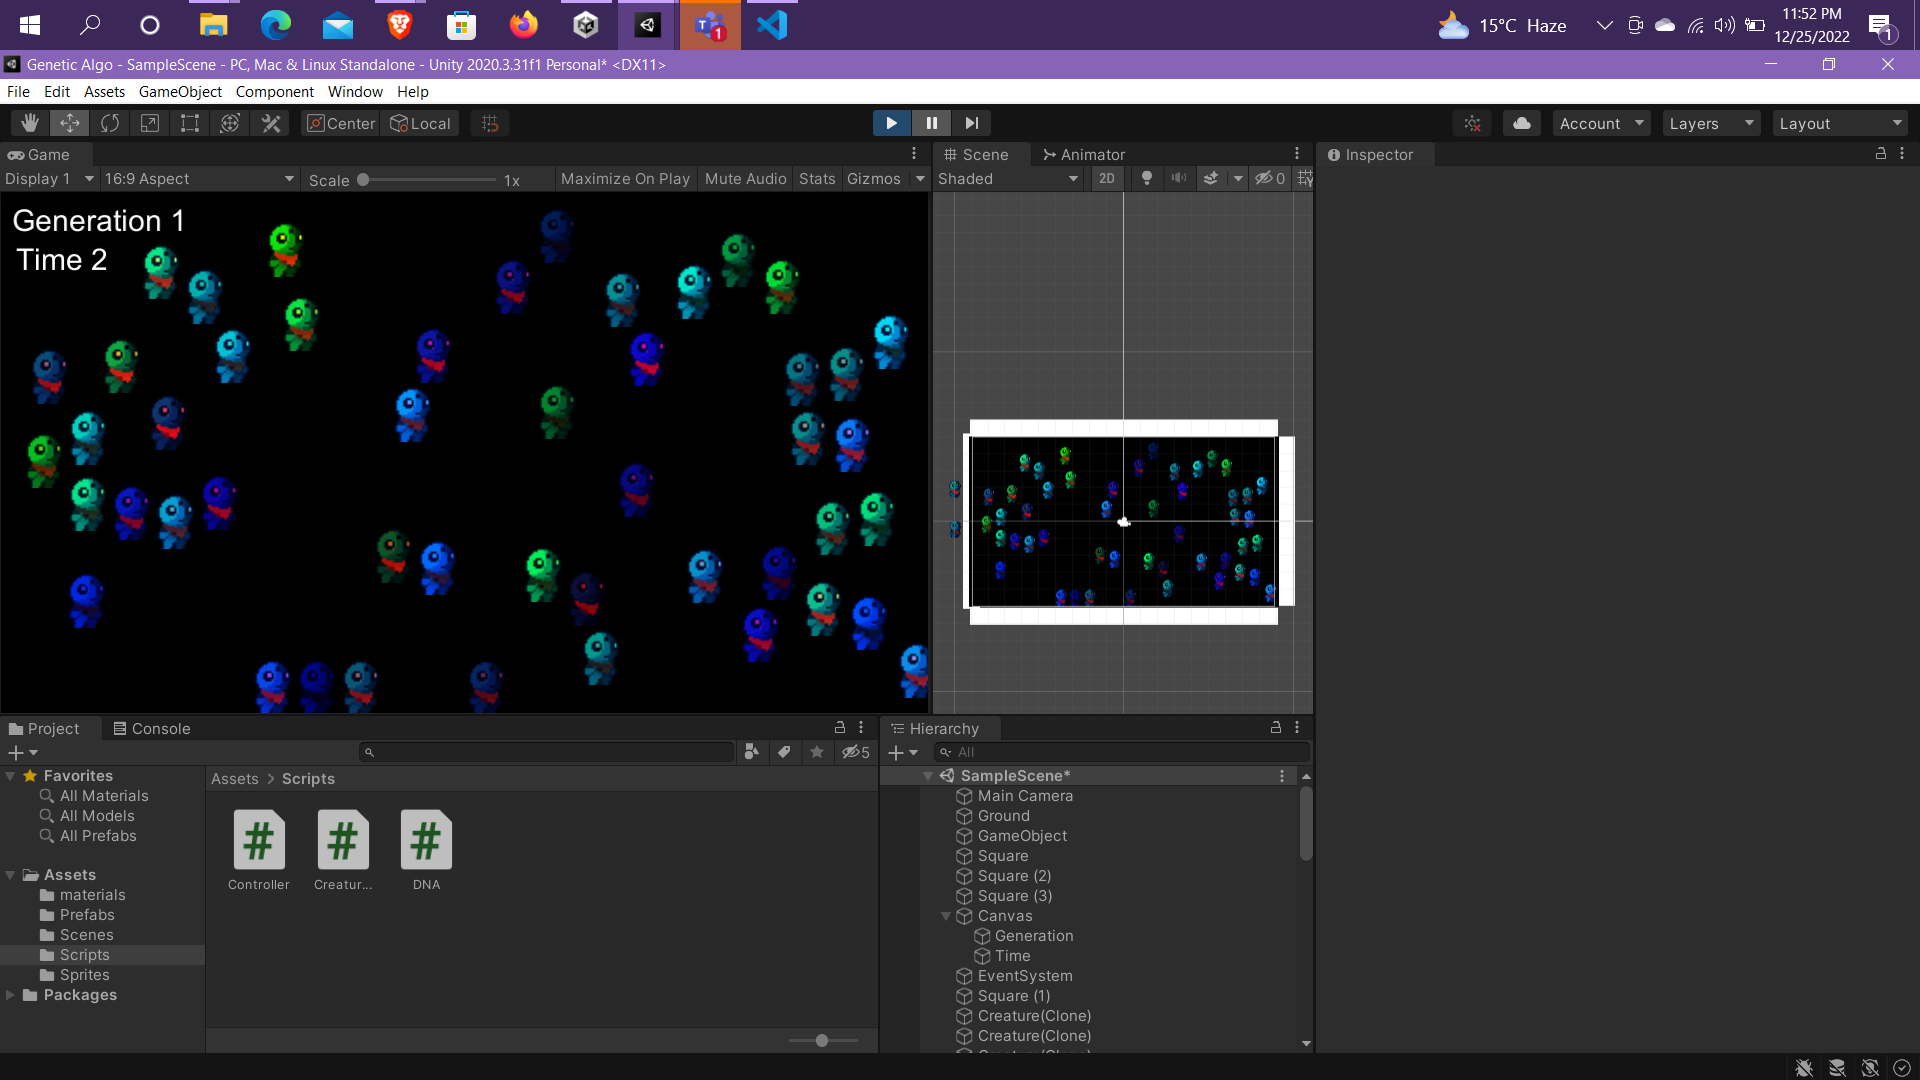 15°C Haze
11:52 PM
12/25/2022
1
1
Genetic Algo - SampleScene - PC, Mac & Linux Standalone - Unity 2020.3.31f1 Personal* <DX11>
File Edit Assets GameObject Component Window Help
Center Local Account Layers Layout
Game
Display 1 16:9 Aspect Scale 1x Maximize On Play Mute Audio Stats Gizmos
Generation 1
Time 2
Scene Animator
Shaded 2D 0
Inspector
Project Console
5
Favorites
All Materials
All Models
All Prefabs
Assets
materials
Prefabs
Scenes
Scripts
Sprites
Packages
Assets > Scripts
Controller Creatur... DNA
Hierarchy
All
SampleScene*
Main Camera
Ground
GameObject
Square
Square (2)
Square (3)
Canvas
Generation
Time
EventSystem
Square (1)
Creature(Clone)
Creature(Clone)